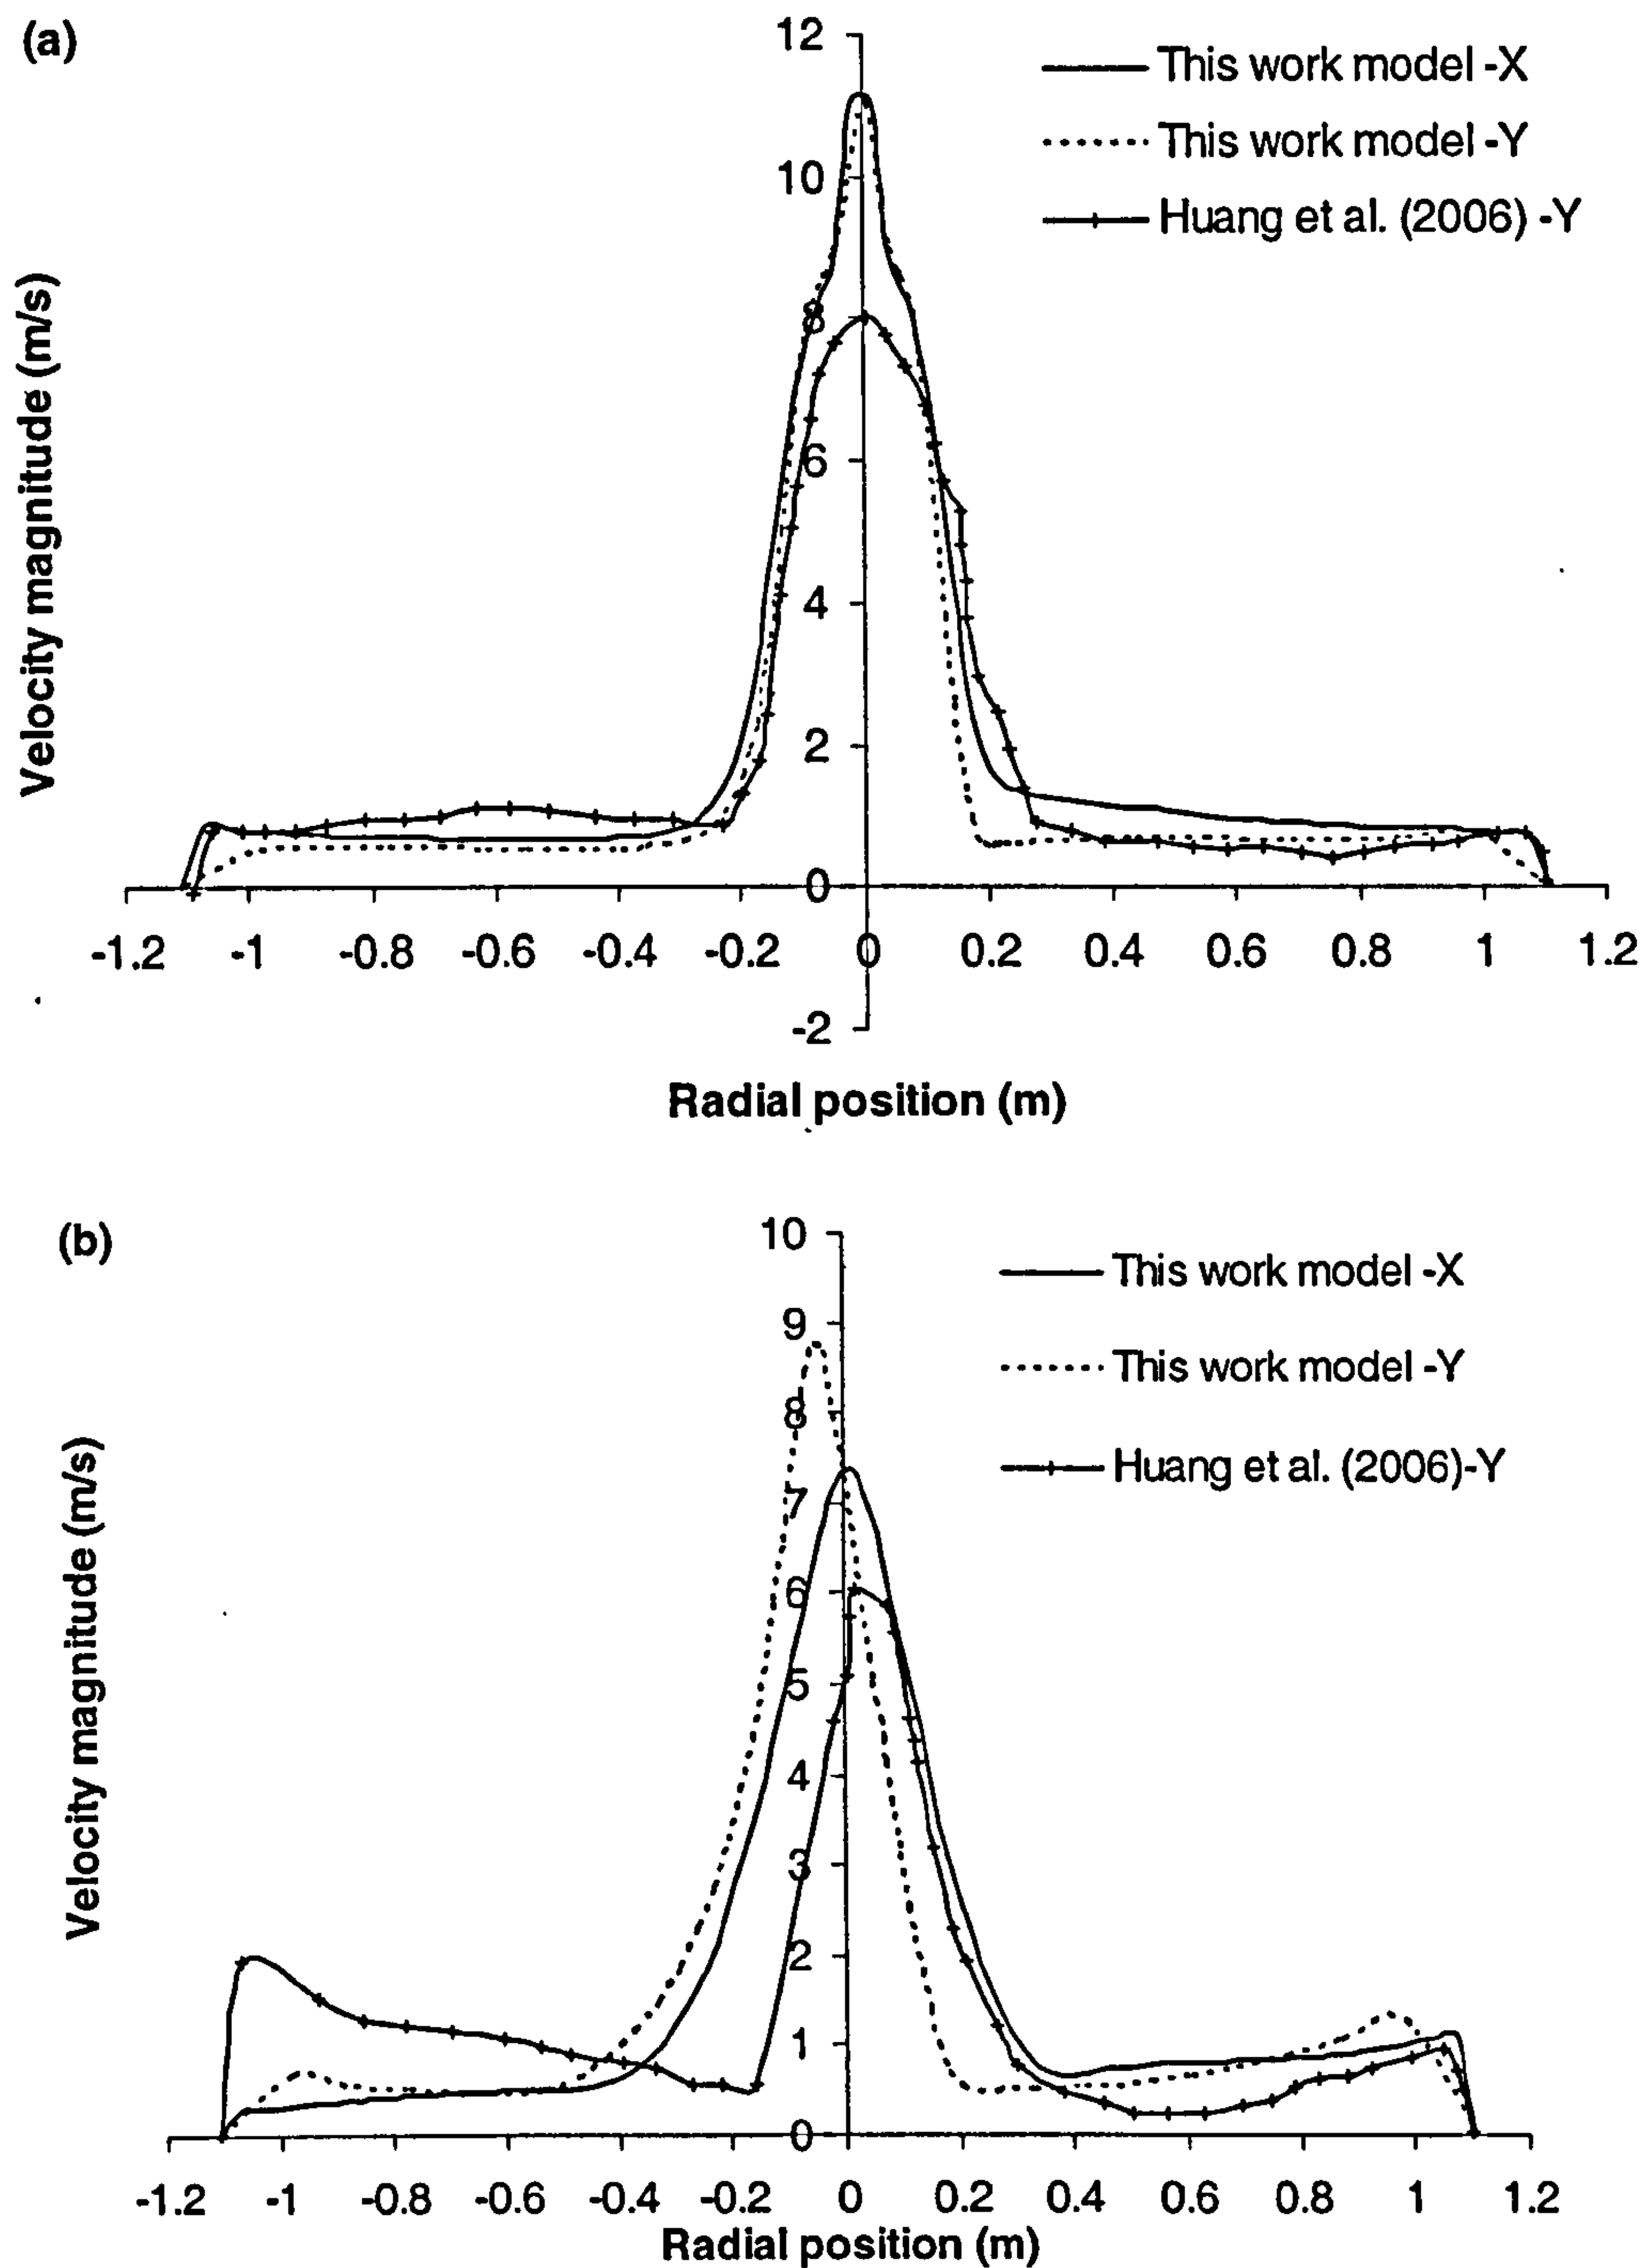 (a)
12
This work model -X
This work model -Y
10
Huang et al. (2006) -Y
8
6
4
2
0
-1.2 -1 -0.8 -0.6 -0.4 -0.2 0 0.2 0.4 0.6 0.8 1 1.2
-2
Velocity magnitude (m/s)
Radial position (m)
(b)
10
This work model -X
9
This work model -Y
8
Huang et al. (2006)-Y
7
6
5
4
3
2
1
0
-1.2 -1 -0.8 -0.6 -0.4 -0.2 0 0.2 0.4 0.6 0.8 1 1.2
Velocity magnitude (m/s)
Radial position (m)